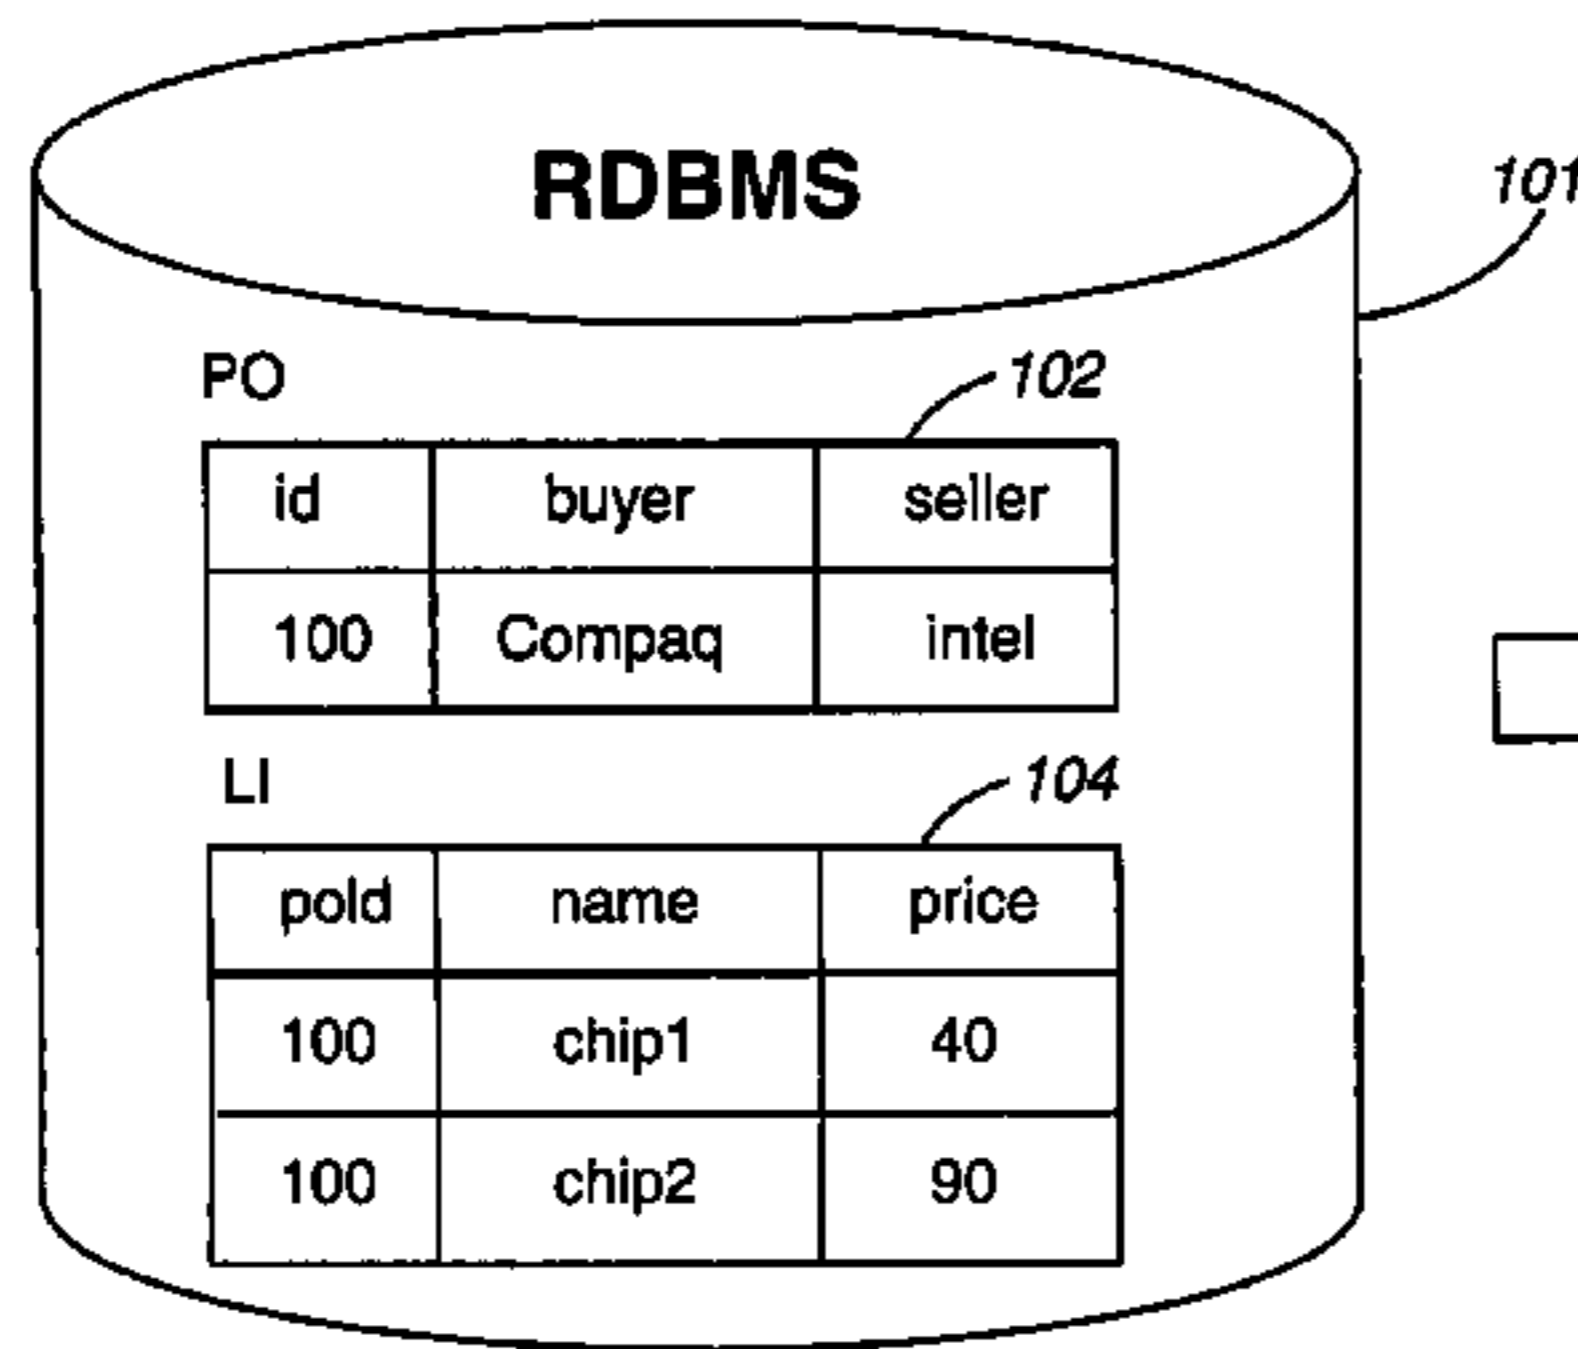 RDBMS
101
PO
102
id buyer seller
100 Compaq intel
LI
104
poId name price
100 chip1 40
100 chip2 90